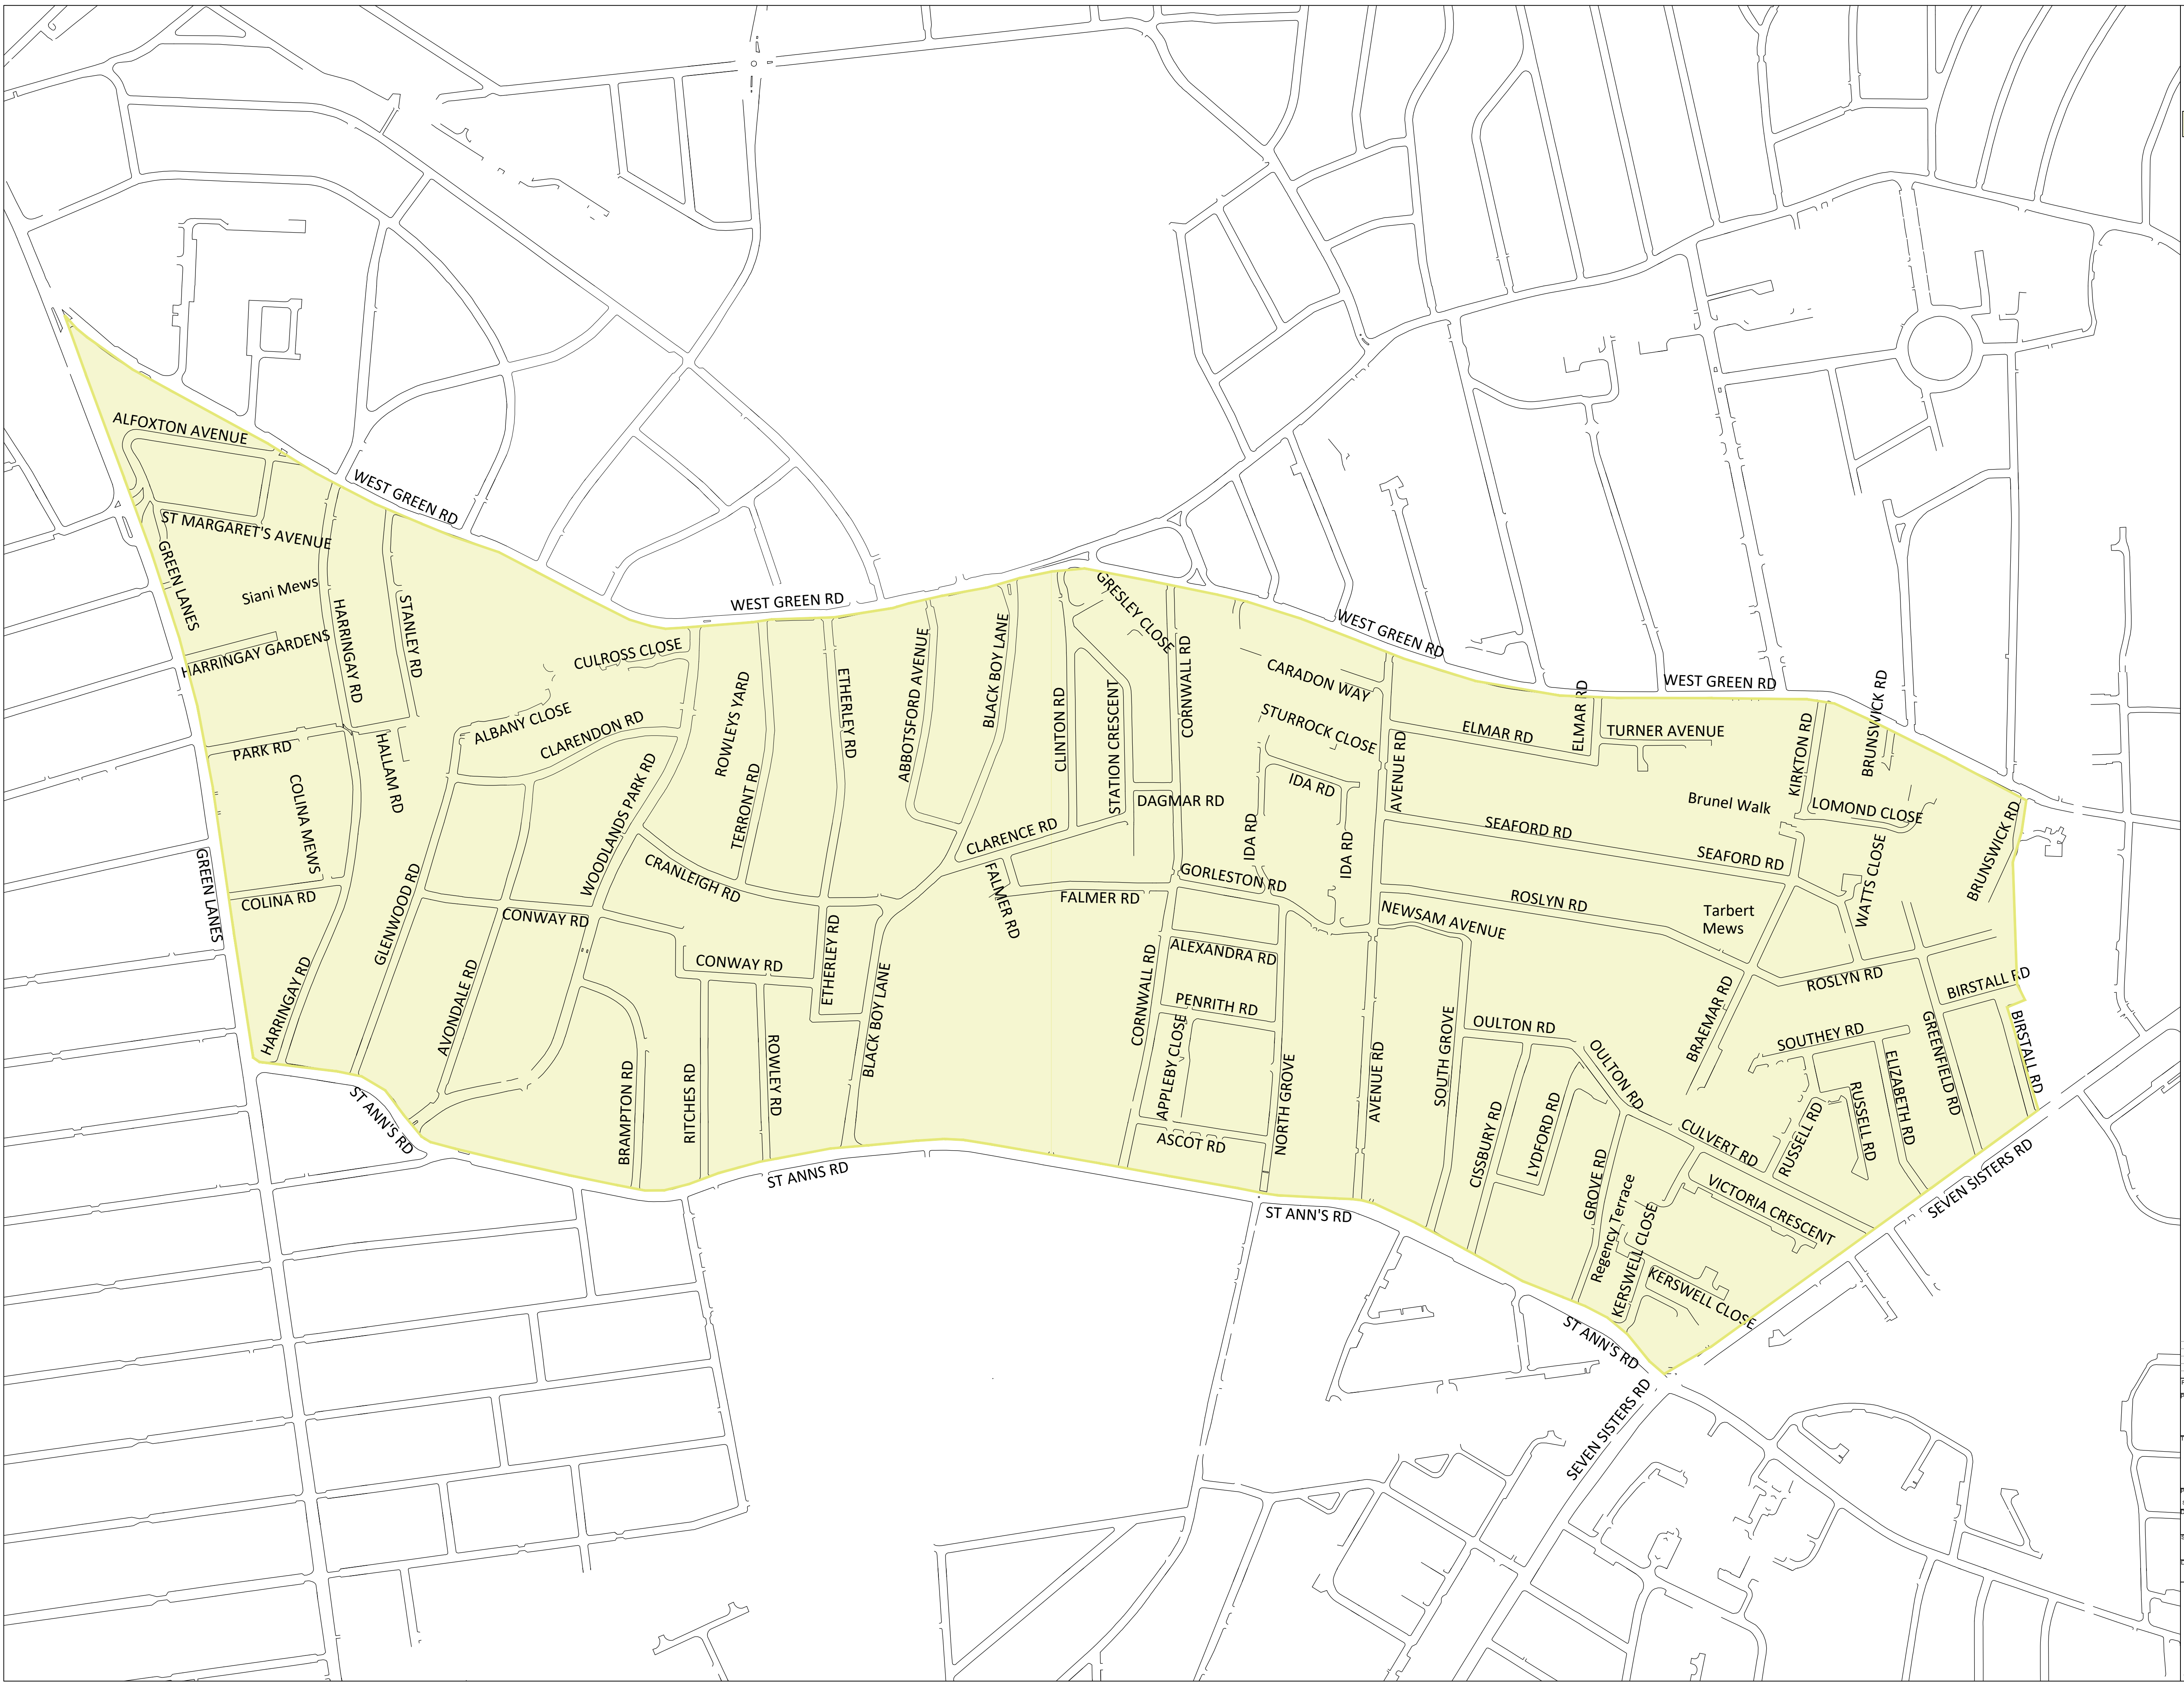 ALFOXTON AVENUE
WEST GREEN RD
ST MARGARET'S AVENUE
GREEN LANES
Siani Mews
HARRINGAY RD
STANLEY RD
HARRINGAY GARDENS
PARK RD
HALLAM RD
COLINA MEWS
GREEN LANES
COLINA RD
HARRINGAY RD
GLENWOOD RD
AVONDALE RD
ST ANN'S RD
ALBANY CLOSE
CULROSS CLOSE
CLARENDON RD
WOODLANDS PARK RD
CONWAY RD
CRANLEIGH RD
ROWLEYS YARD
TERRONT RD
WEST GREEN RD
ETHERLEY RD
ABBOTSFORD AVENUE
BLACK BOY LANE
CONWAY RD
ETHERLEY RD
BLACK BOY LANE
BRAMPTON RD
RITCHES RD
ROWLEY RD
ST ANNS RD
CLINTON RD
STATION CRESCENT
GRESLEY CLOSE
CORNWALL RD
DAGMAR RD
CLARENCE RD
FALMER RD
FALMER RD
GORLESTON RD
CORNWALL RD
ALEXANDRA RD
PENRITH RD
APPLEBY CLOSE
ASCOT RD
NORTH GROVE
ST ANN'S RD
WEST GREEN RD
CARADON WAY
STURROCK CLOSE
IDA RD
IDA RD
IDA RD
AVENUE RD
AVENUE RD
NEWSAM AVENUE
ELMAR RD
ELMAR RD
TURNER AVENUE
WEST GREEN RD
SEAFORD RD
SEAFORD RD
ROSLYN RD
ROSLYN RD
Brunel Walk
KIRKTON RD
BRUNSWICK RD
LOMOND CLOSE
WATTS CLOSE
BRUNSWICK RD
Tarbert
Mews
BRAEMAR RD
BIRSTALL RD
BIRSTALL RD
GREENFIELD RD
SOUTHEY RD
ELIZABETH RD
RUSSELL RD
RUSSELL RD
SOUTH GROVE
OULTON RD
OULTON RD
CISSBURY RD
LYDFORD RD
GROVE RD
CULVERT RD
VICTORIA CRESCENT
Regency Terrace
KERSWELL CLOSE
KERSWELL CLOSE
SEVEN SISTERS RD
ST ANN'S RD
SEVEN SISTERS RD